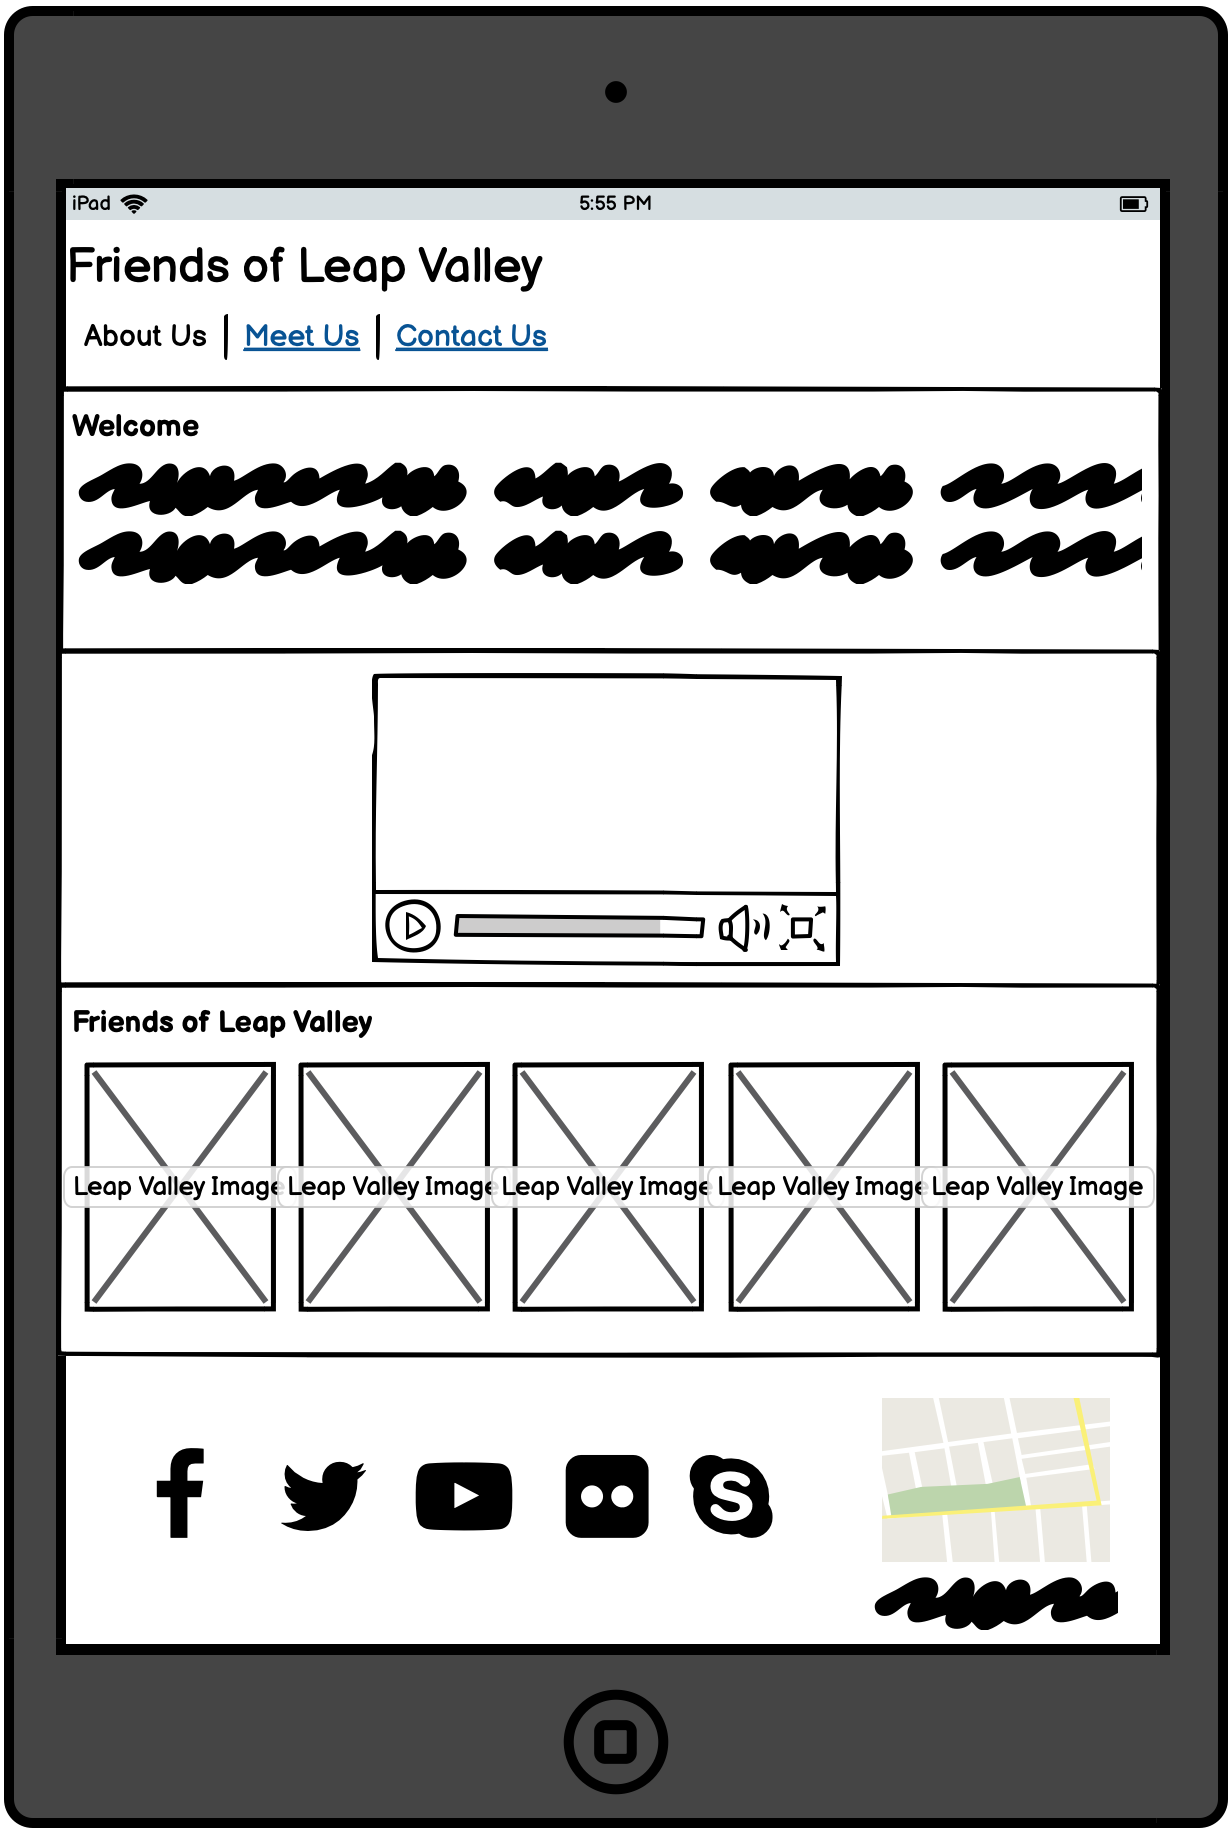 iPad 5:55 PM
Friends of Leap Valley
About Us | Meet Us | Contact Us
Welcome
Friends of Leap Valley
Leap Valley Image Leap Valley Image Leap Valley Image Leap Valley Image Leap Valley Image